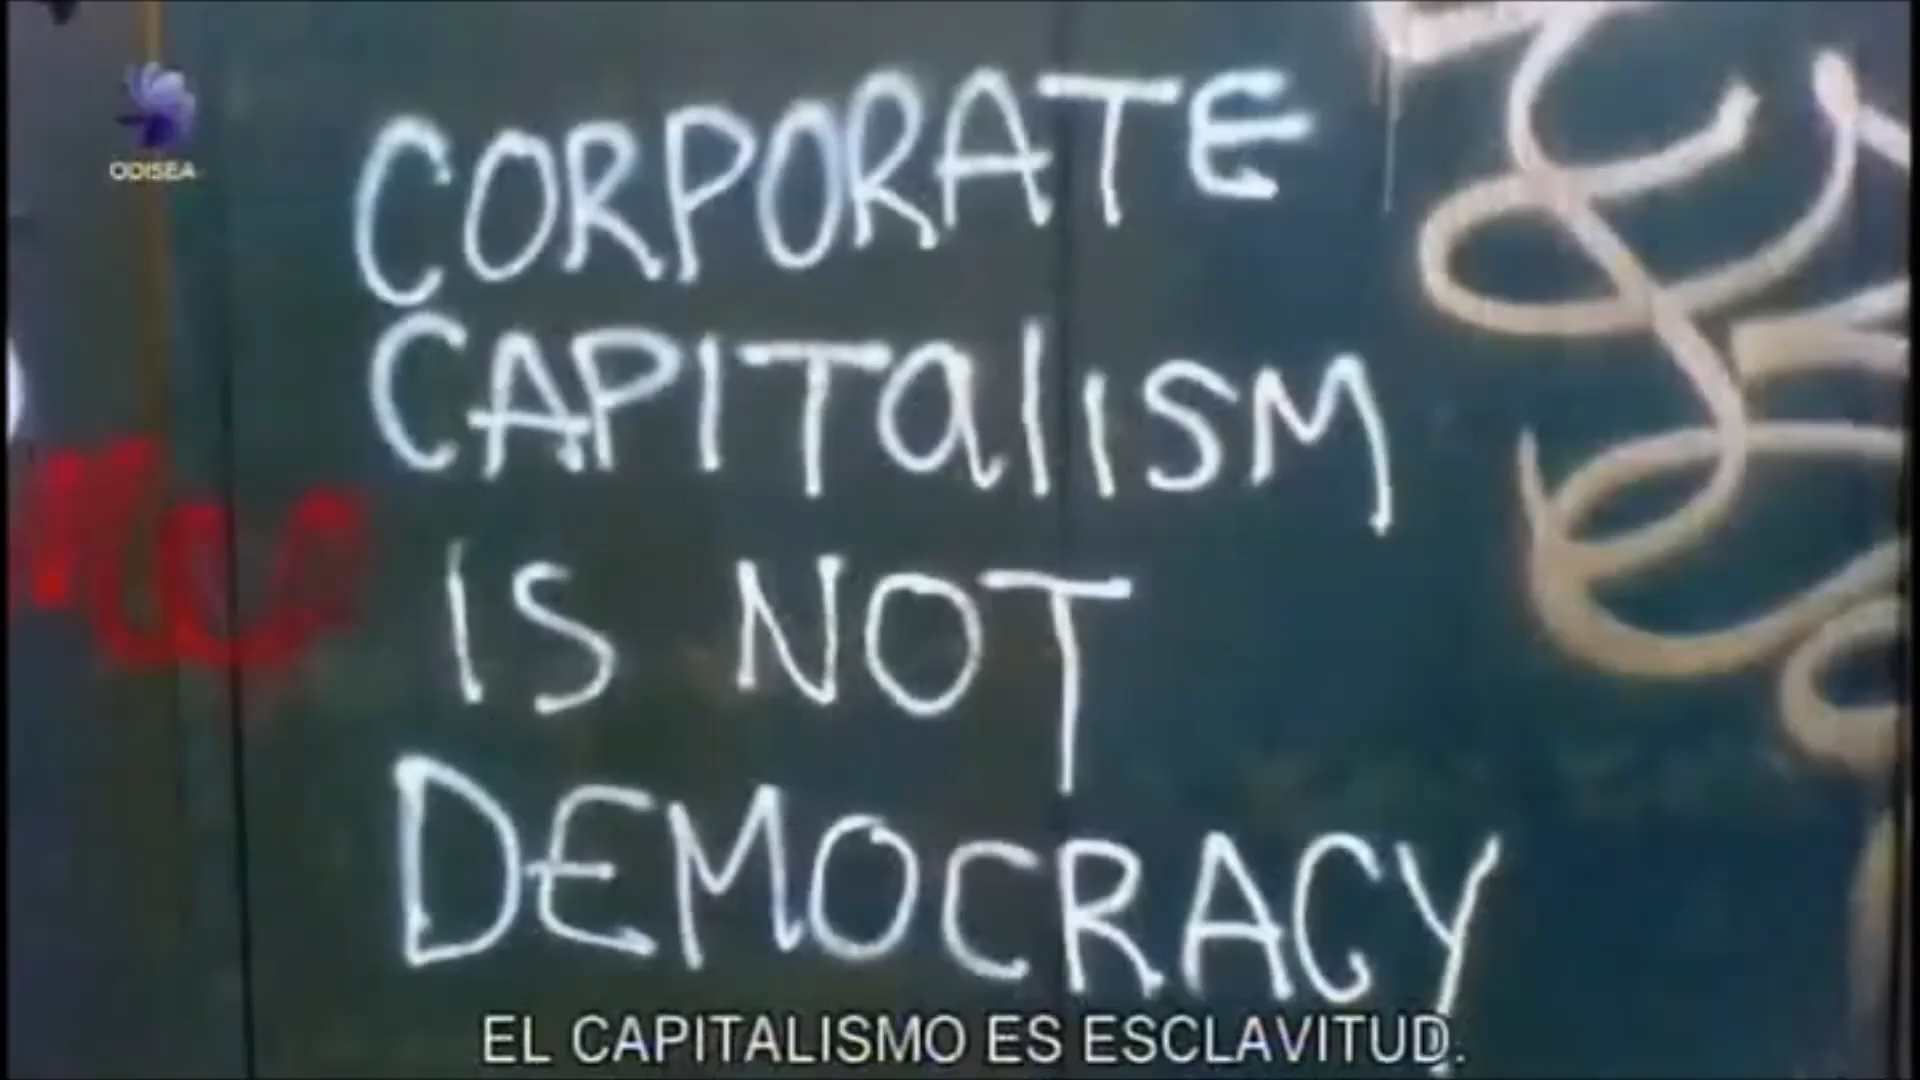 ODISEA
CORPORATE
CAPITalISM
IS NOT
DEMOCRACY
EL CAPITALISMO ES ESCLAVITUD.